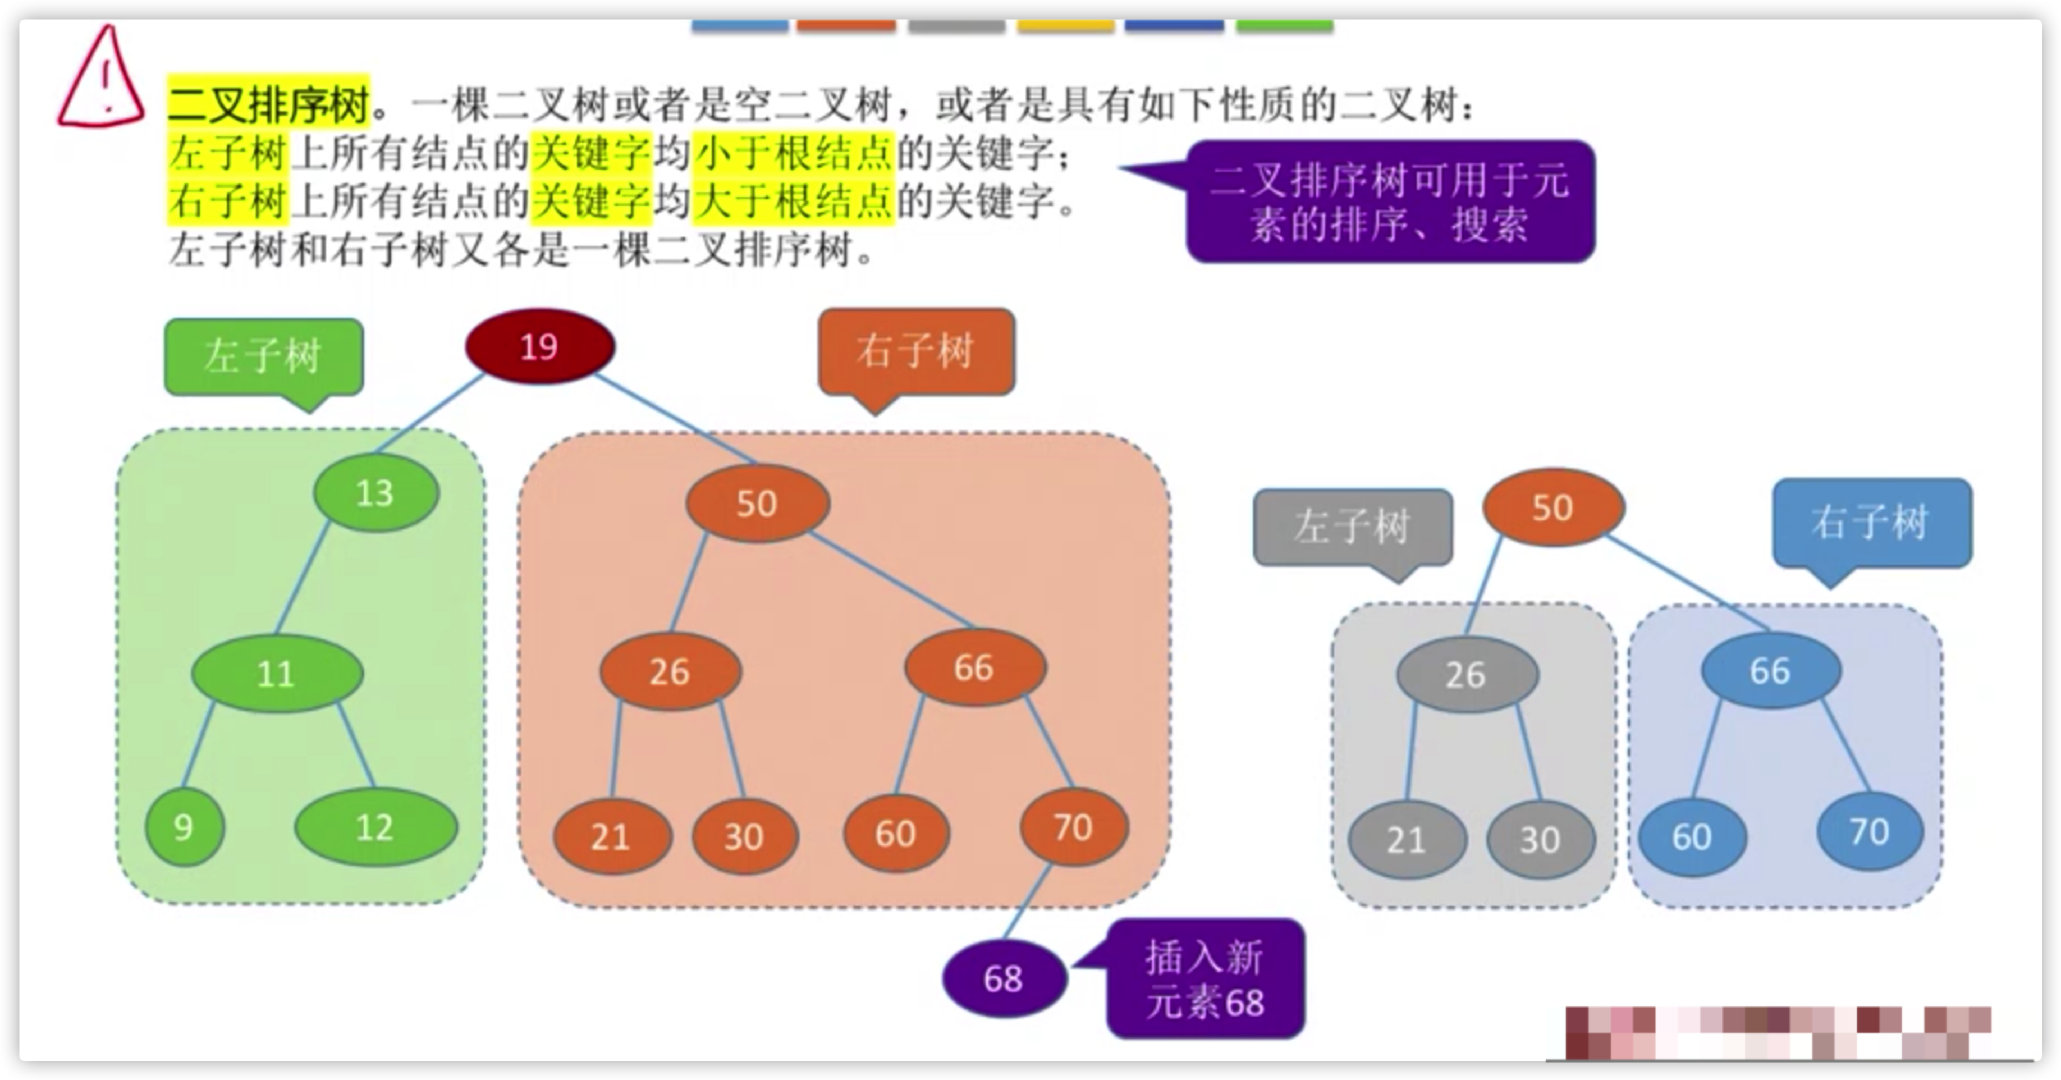 二叉排序树。一棵二叉树或者是空二叉树，或者是具有如下性质的二叉树：
左子树上所有结点的关键字均小于根结点的关键字；
右子树上所有结点的关键字均大于根结点的关键字。
左子树和右子树又各是一棵二叉排序树。
二叉排序树可用于元
素的排序、搜索
左子树
19
右子树
13
50
11
26
66
9
12
21
30
60
70
68
插入新
元素68
左子树
50
右子树
26
66
21
30
60
70